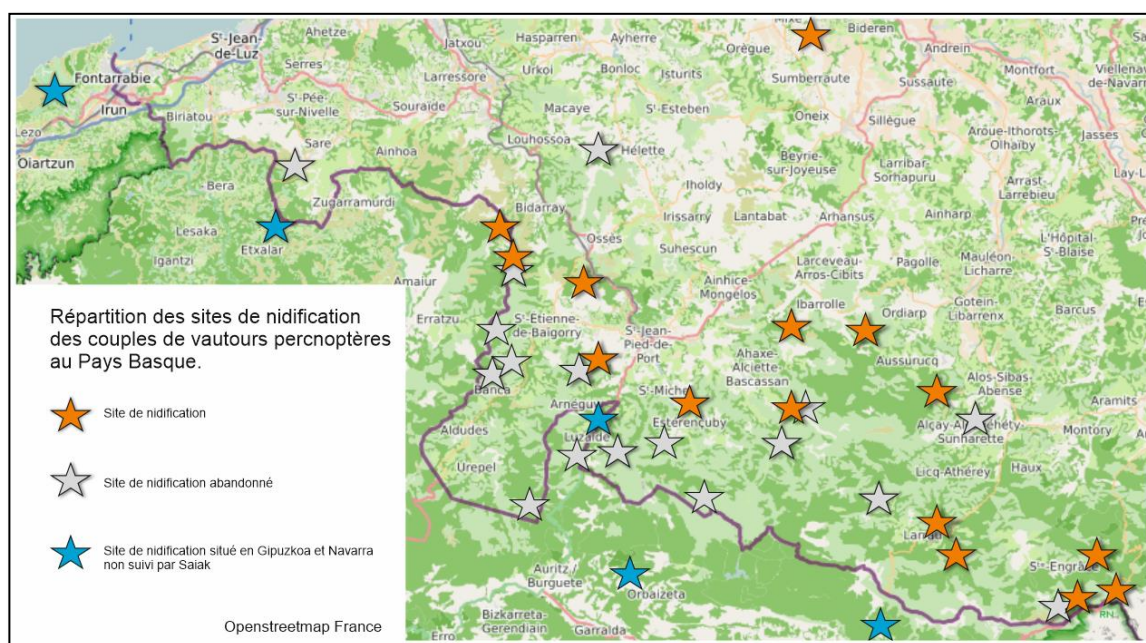 Mixe
Bideren
Sᵗ-Jean-
de-Luz
Ahetze
Jatxou
Hasparren
Ayherre
Orègue
Andrein
Serres
Larressore
Urkoi
Bonloc
Isturits
Sumberraute
Sussaute
Montfort
Fontarrabie
Araux
Irun
Biriatou
Sᵗ-Pée-
sur-Nivelle
Souraide
Macaye
Sᵗ-Esteben
Oneix
Sillègue
Lezo
Oiartzun
Sare
Ainhoa
Louhossoa
Hélette
Aroue-Ithorots-
Olhaïby
Jasses
Beyrie-
sur-Joyeuse
Larribar-
Sorhapuru
Arrast-
Larrebieu
Bera
Zugarramurdi
Bidarray
Iholdy
Irissarry
Lantabat
Arhansus
Ainharp
Lesaka
Etxalar
Ossès
Suhescun
Igantzi
Amaiur
Larceveau-
Arros-Cibits
Pagolle
Mauléon-
Licharre
L'Hôpital-
Sᵗ-Blaise
Ainhice-
Mongelos
Ibarrolle
Ordiarp
Gotein-
Libarrenx
Barcus
Erratzu
Sᵗ-Etienne-
de-Baigorry
Sᵗ-Jean-
Pied-de-
Port
Répartition des sites de nidification
des couples de vautours percnoptères
au Pays Basque.
Ahaxe-
Alciette-
Bascassan
Aussurucq
Banca
Sᵗ-Michel
Alos-Sibas-
Abense
Aramits
Site de nidification
Arnéguy
Esterençuby
Luzaide
Aldudes
Sunharette
Montory
Urepel
Licq-Athérey
Haux
Site de nidification abandonné
Larrau
Site de nidification situé en Gipuzkoa et Navarra
non suivi par Saiak
Auritz /
Burguete
Orbaizeta
Sᵗᵉ-Engrâce
Bizkarreta-
Gerendiain
Garralda
Erro
RN
Openstreetmap France